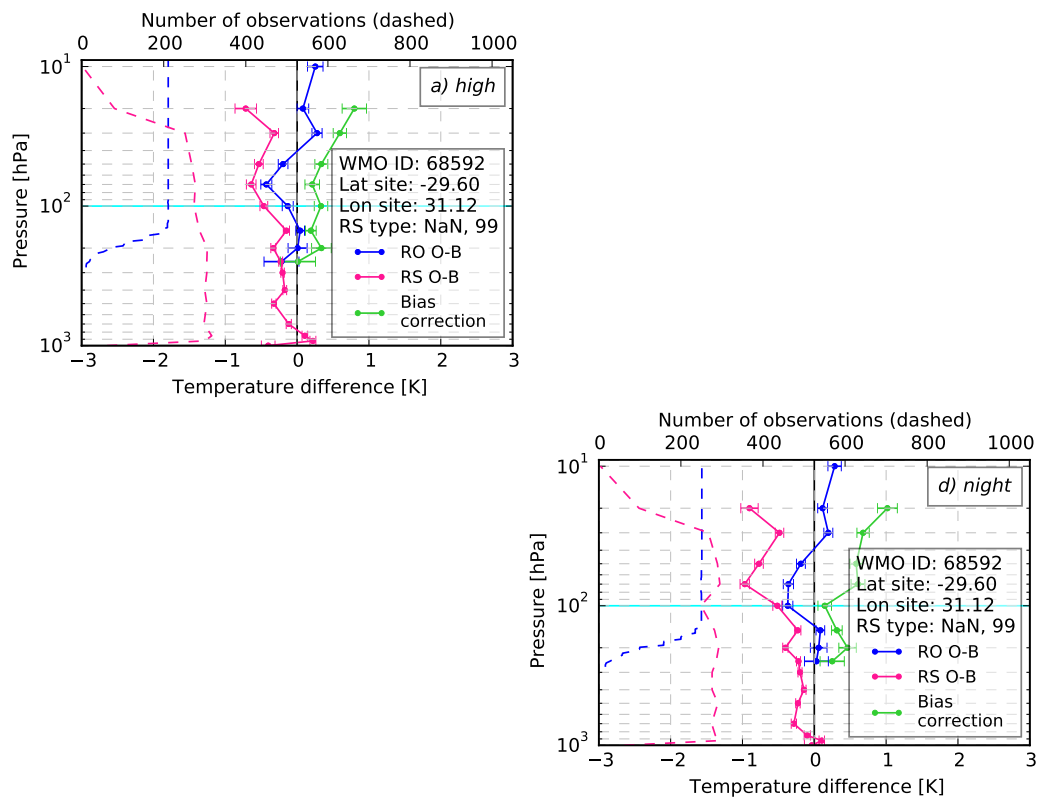 Number of observations (dashed)
0 200 400 600 800 1000
10¹
a) high
WMO ID: 68592
Lat site: -29.60
10²
Lon site: 31.12
RS type: NaN, 99
Pressure [hPa]
RO O-B
RS O-B
Bias
correction
10³
−3 −2 −1 0 1 2 3
Temperature difference [K]
Number of observations (dashed)
0 200 400 600 800 1000
10¹
d) night
WMO ID: 68592
Lat site: -29.60
10²
Lon site: 31.12
RS type: NaN, 99
Pressure [hPa]
RO O-B
RS O-B
Bias
correction
10³
−3 −2 −1 0 1 2 3
Temperature difference [K]